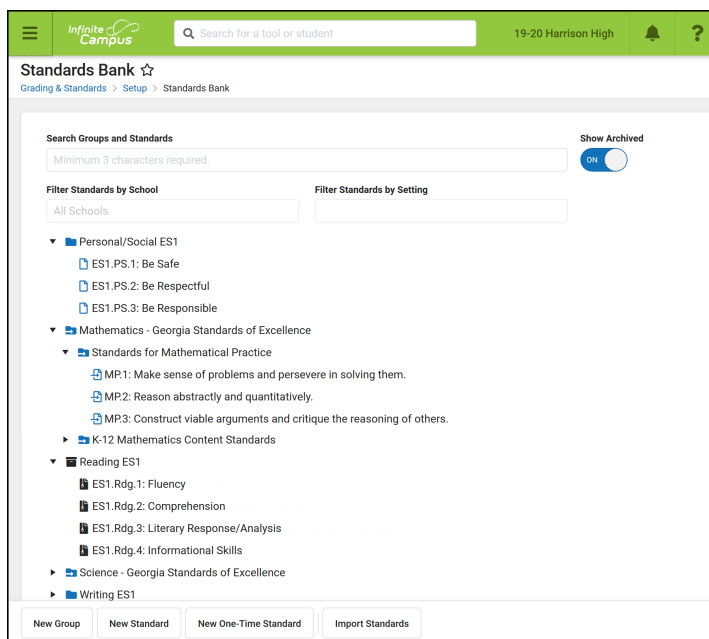 Infinite Campus
Search for a tool or student
19-20 Harrison High
?
Standards Bank
Grading & Standards > Setup > Standards Bank
Search Groups and Standards
Show Archived
Minimum 3 characters required.
ON
Filter Standards by School
Filter Standards by Setting
All Schools
Personal/Social ES1
ES1.PS.1: Be Safe
ES1.PS.2: Be Respectful
ES1.PS.3: Be Responsible
Mathematics - Georgia Standards of Excellence
Standards for Mathematical Practice
MP.1: Make sense of problems and persevere in solving them.
MP.2: Reason abstractly and quantitatively.
MP.3: Construct viable arguments and critique the reasoning of others.
K-12 Mathematics Content Standards
Reading ES1
ES1.Rdg.1: Fluency
ES1.Rdg.2: Comprehension
ES1.Rdg.3: Literary Response/Analysis
ES1.Rdg.4: Informational Skills
Science - Georgia Standards of Excellence
Writing ES1
New Group
New Standard
New One-Time Standard
Import Standards